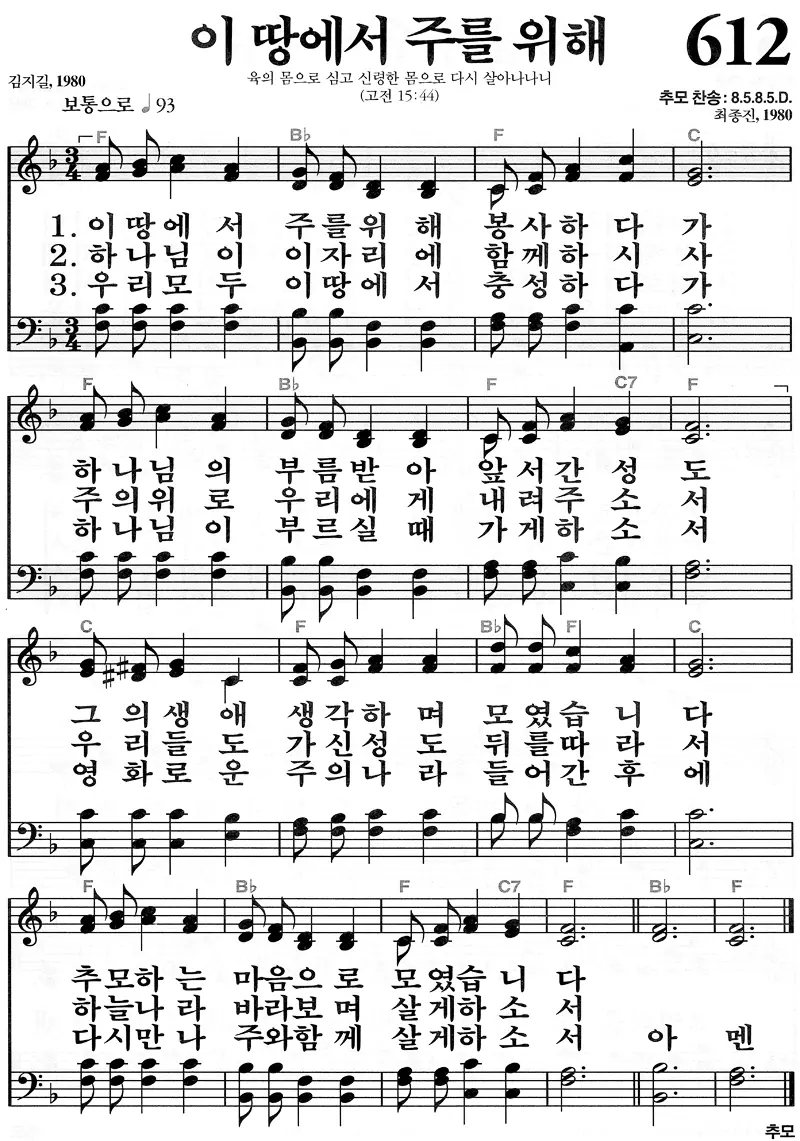 이 땅에서 주를 위해 612
김지길, 1980
육의 몸으로 심고 신령한 몸으로 다시 살아나나니
(고전 15:44)
보통으로 ♩93
추모 찬송: 8.5.8.5.D.
최종진, 1980
F B♭ F C
3/4
1. 이 땅에서 주를위해 봉사하다가
2. 하나님이 이자리에 함께하시사
3. 우리모두 이땅에서 충성하다가
3/4
F B♭ F C7 F
하나님의 부름받아 앞서간성도
주의위로 우리에게 내려주소서
하나님이 부르실때 가게하소서
C F B♭ F C
그의생애 생각하며 모였습니다
우리들도 가신성도 뒤를따라서
영화로운 주의나라 들어간후에
F B♭ F C7 F B♭ F
추모하는 마음으로 모였습니다
하늘나라 바라보며 살게하소서
다시만나 주와함께 살게하소서 아멘
추모